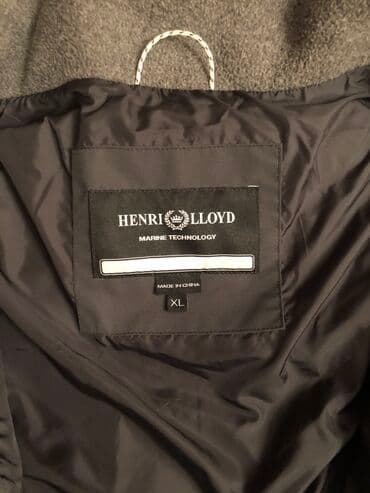 HENRI LLOYD
MARINE TECHNOLOGY
MADE IN CHINA
XL